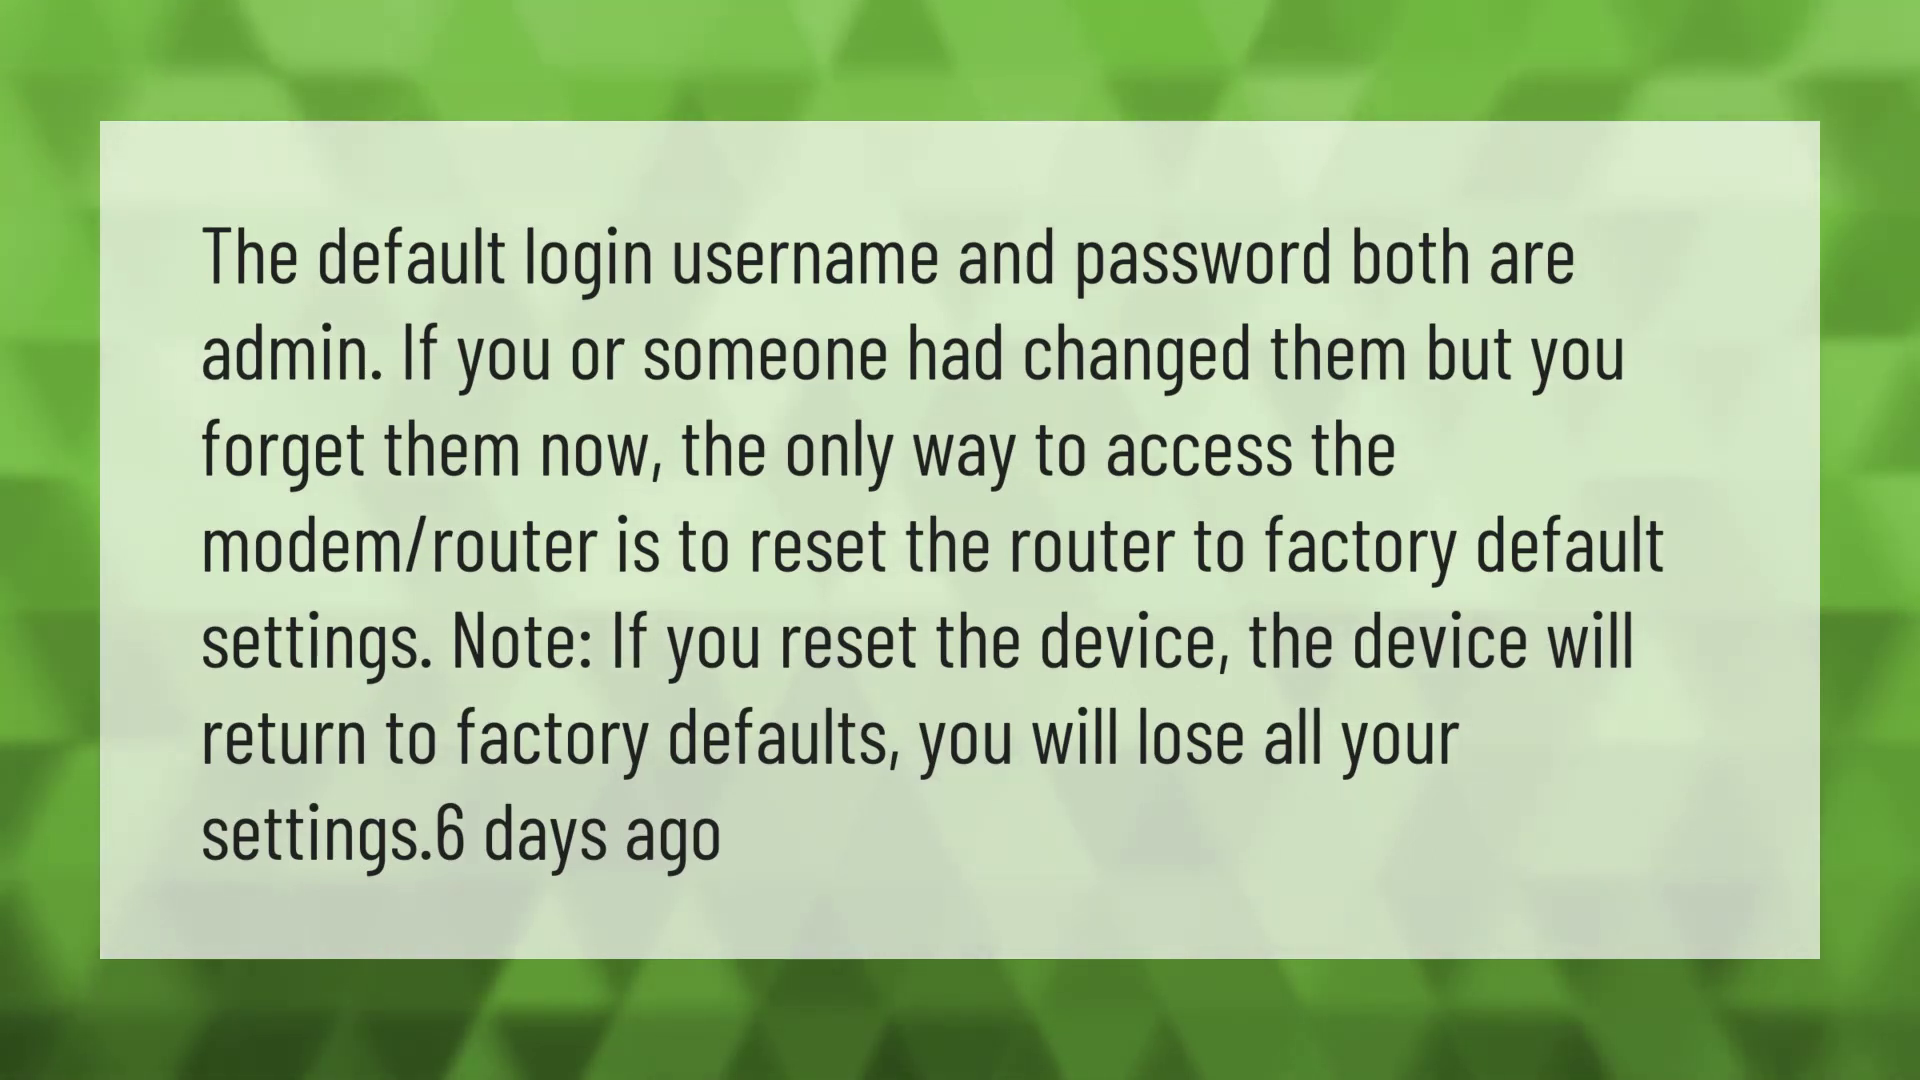 The default login username and password both are
admin. If you or someone had changed them but you
forget them now, the only way to access the
modem/router is to reset the router to factory default
settings. Note: If you reset the device, the device will
return to factory defaults, you will lose all your
settings.6 days ago